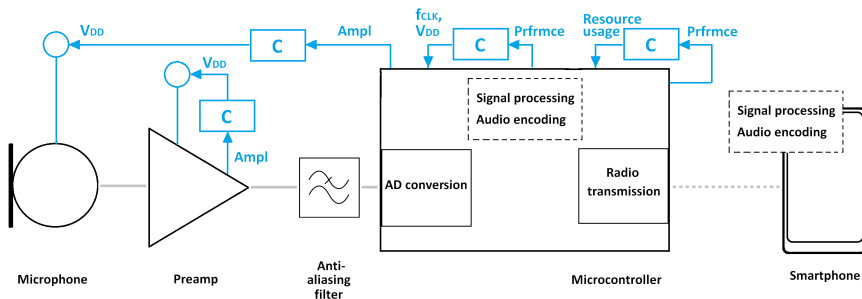 fCLK,
VDD
Prfrmce
Resource
usage
Prfrmce
VDD
C
Ampl
C
C
VDD
C
Ampl
Signal processing
Audio encoding
Signal processing
Audio encoding
AD conversion
Radio
transmission
Microphone
Preamp
Anti-
aliasing
filter
Microcontroller
Smartphone